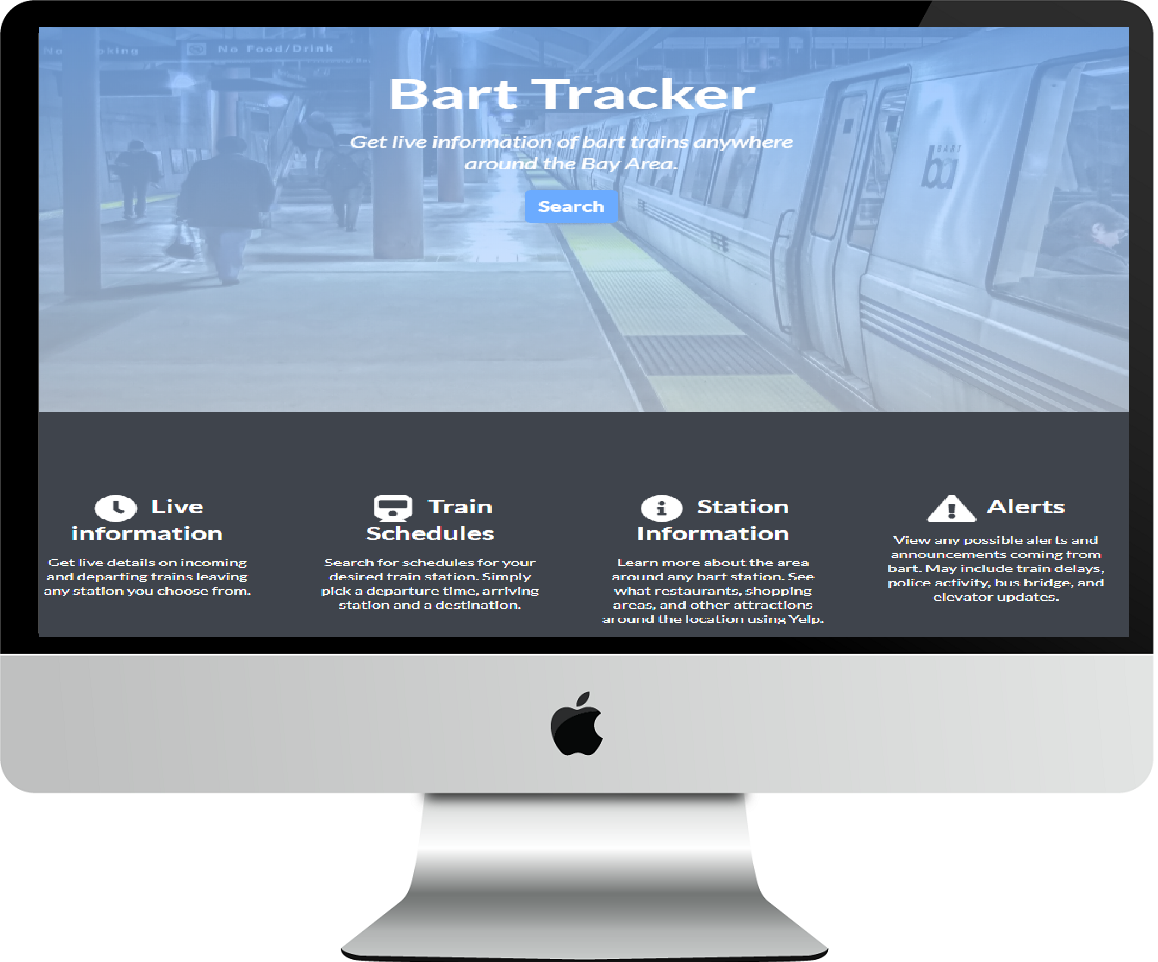 No Food/Drink
Bart Tracker
Get live information of bart trains anywhere
around the Bay Area.
Search
BART
ba
Live
information
Get live details on incoming
and departing trains leaving
any station you choose from.
Train
Schedules
Search for schedules for your
desired train station. Simply
pick a departure time, arriving
station and a destination.
Station
Information
Learn more about the area
around any bart station. See
what restaurants, shopping
areas, and other attractions
around the location using Yelp.
Alerts
View any possible alerts and
announcements coming from
bart. May include train delays,
police activity, bus bridge, and
elevator updates.